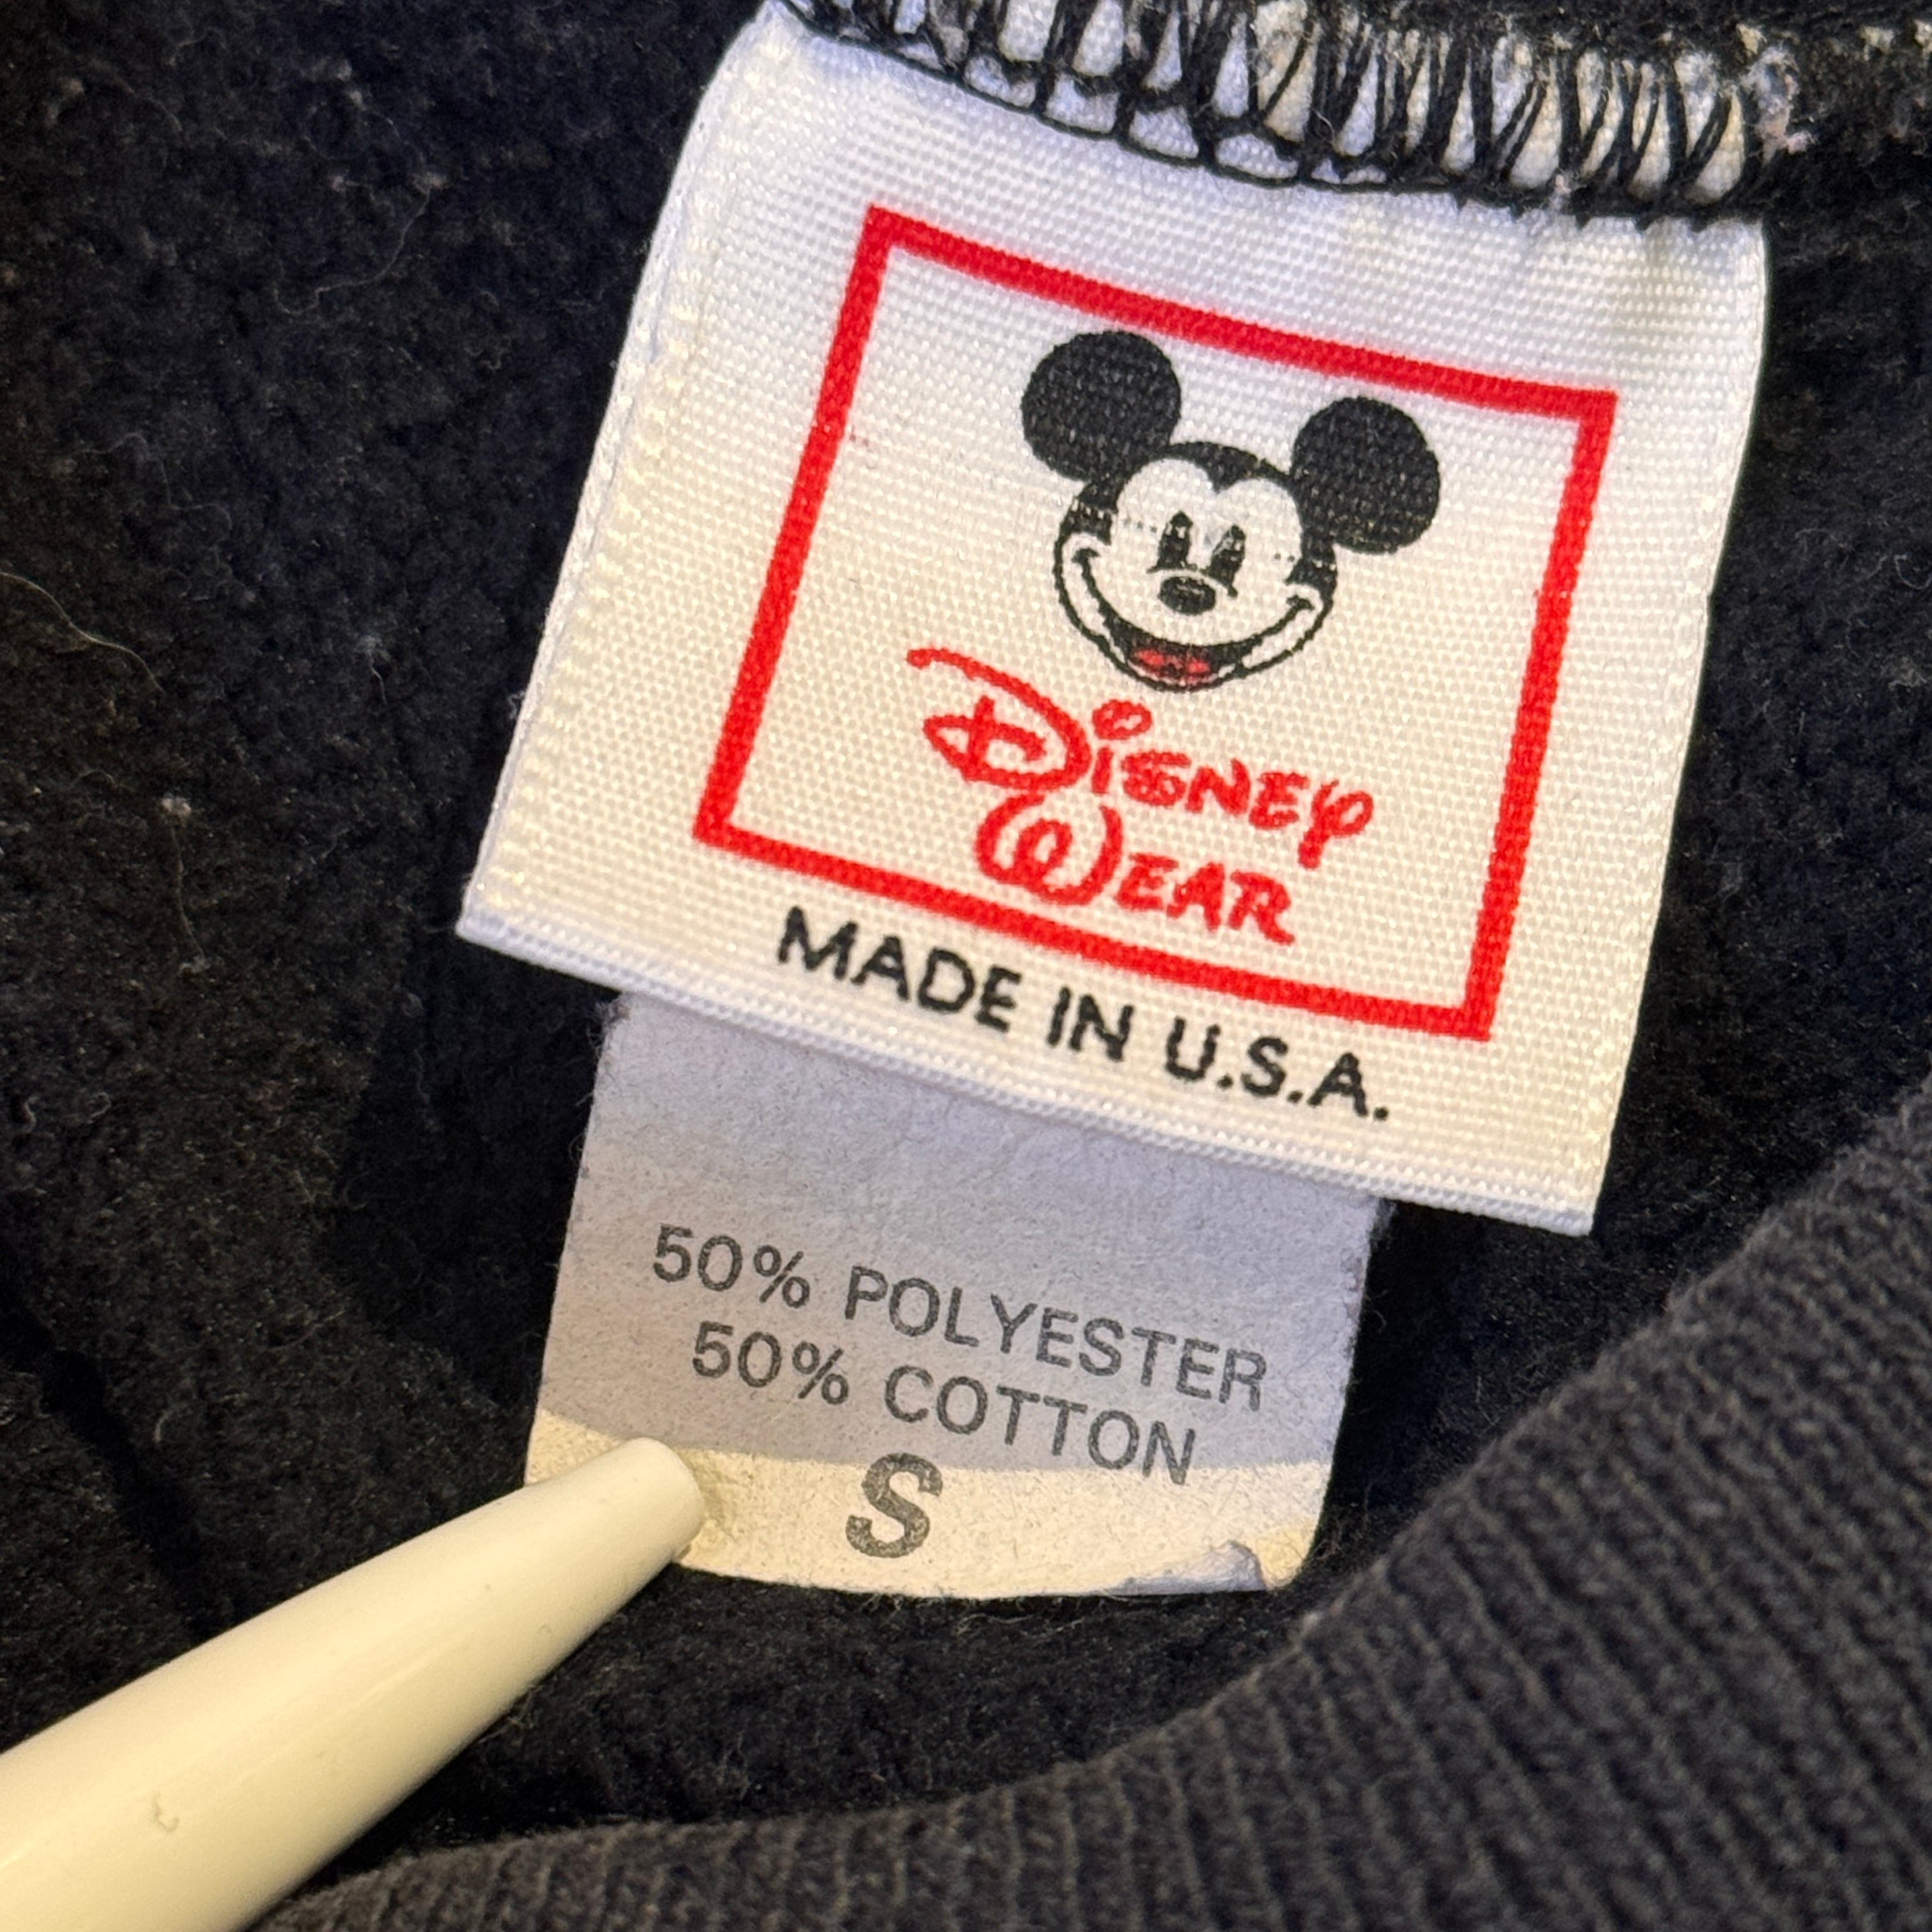 DISNEY
WEAR
MADE IN U.S.A.
50% POLYESTER
50% COTTON
S